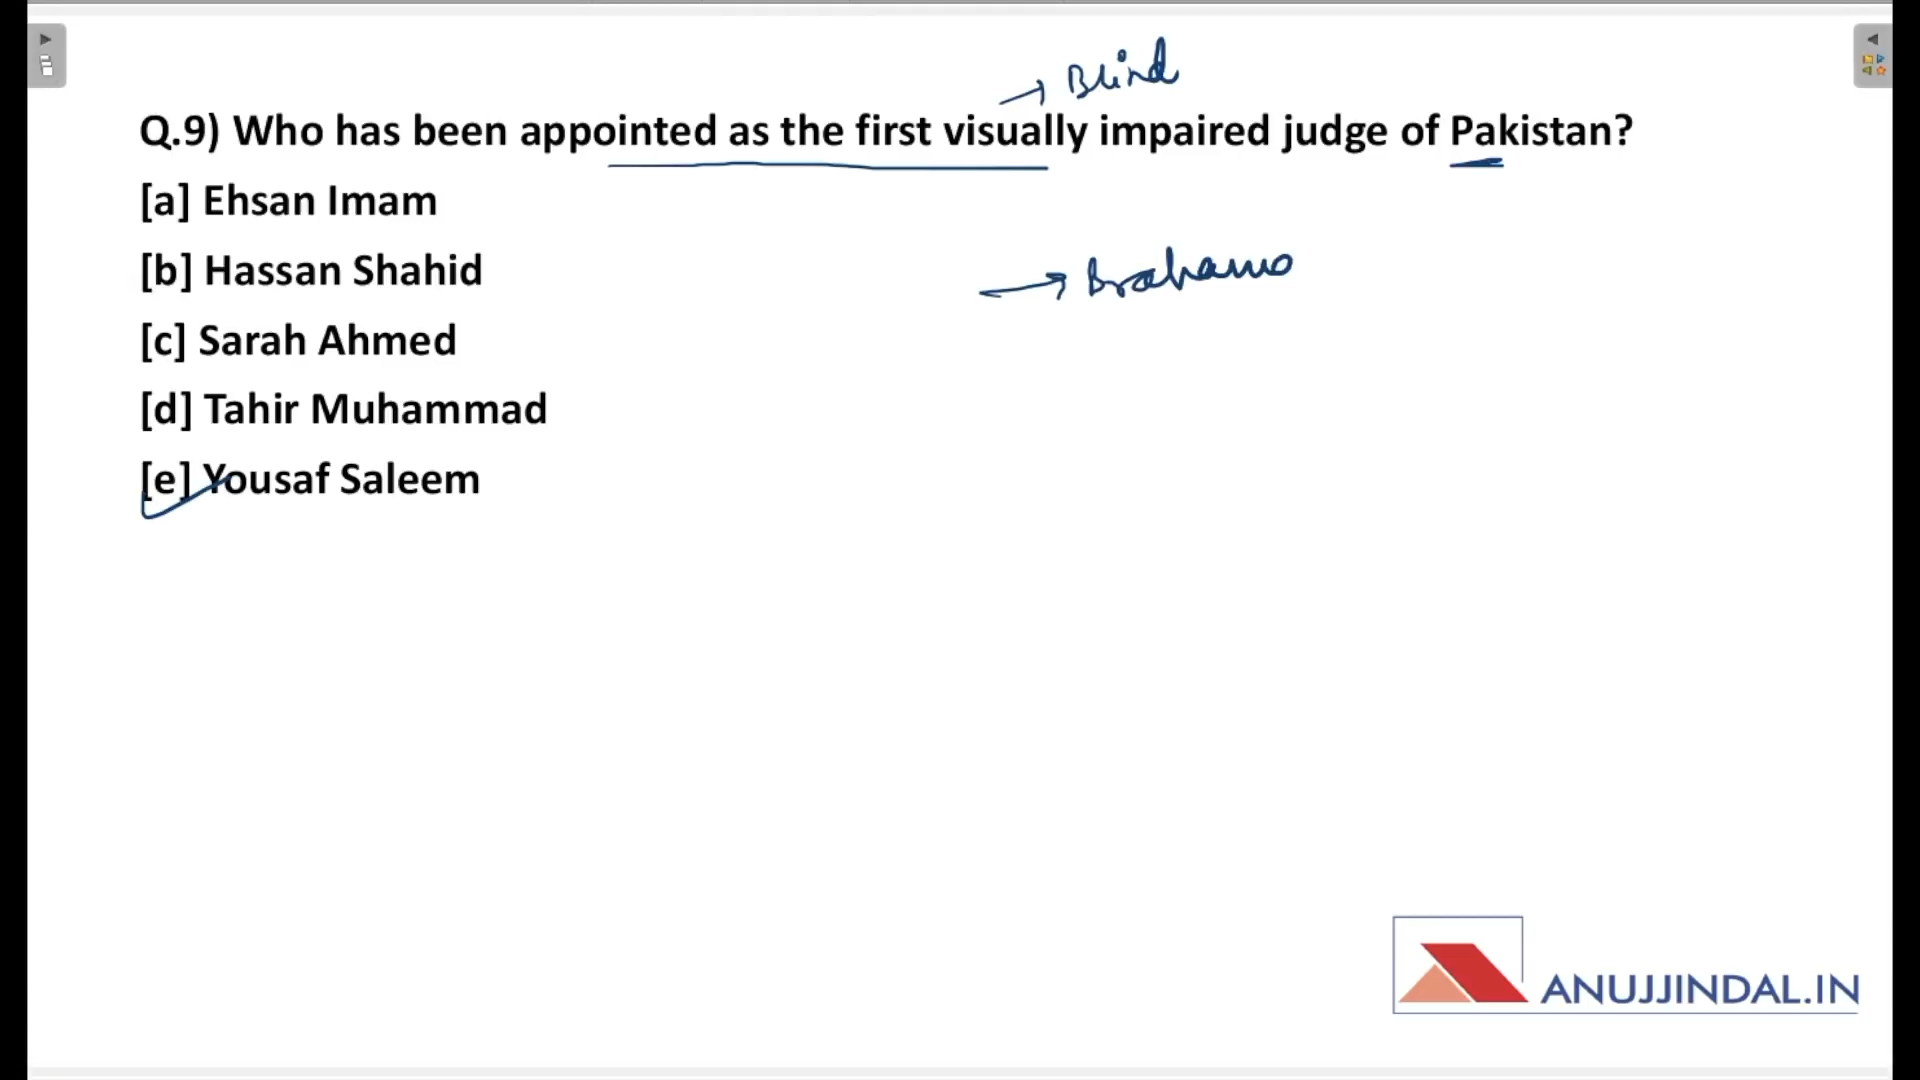 Blind
Q.9) Who has been appointed as the first visually impaired judge of Pakistan?
[a] Ehsan Imam
[b] Hassan Shahid
[c] Sarah Ahmed
[d] Tahir Muhammad
[e] Yousaf Saleem
ANUJJINDAL.IN